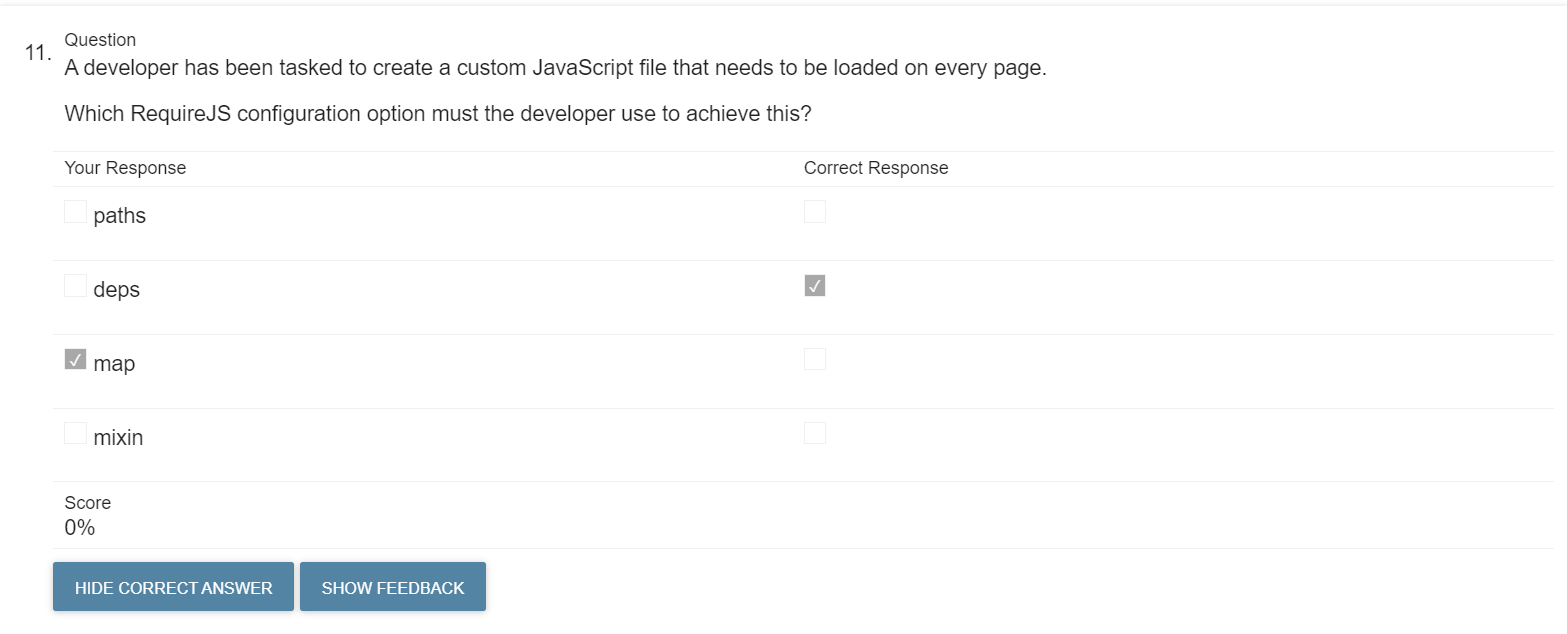 11.
Question
A developer has been tasked to create a custom JavaScript file that needs to be loaded on every page.
Which RequireJS configuration option must the developer use to achieve this?
Your Response Correct Response
paths
deps
map
mixin
Score
0%
HIDE CORRECT ANSWER SHOW FEEDBACK